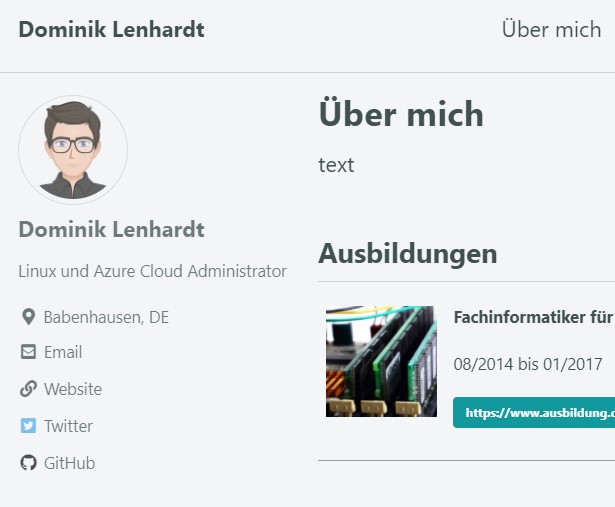 Dominik Lenhardt
Über mich
Dominik Lenhardt
Linux und Azure Cloud Administrator
Babenhausen, DE
Email
Website
Twitter
GitHub
Über mich
text
Ausbildungen
Fachinformatiker für
08/2014 bis 01/2017
https://www.ausbildung.